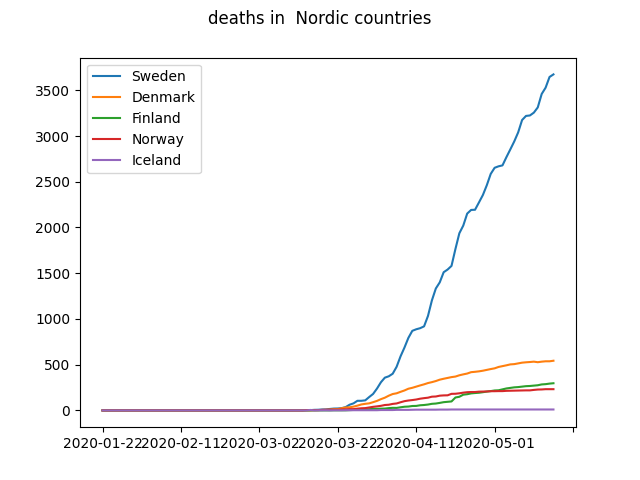 deaths in  Nordic countries
Sweden
Denmark
Finland
Norway
Iceland
3500
3000
2500
2000
1500
1000
500
0
2020-01-22 2020-02-11 2020-03-02 2020-03-22 2020-04-11 2020-05-01